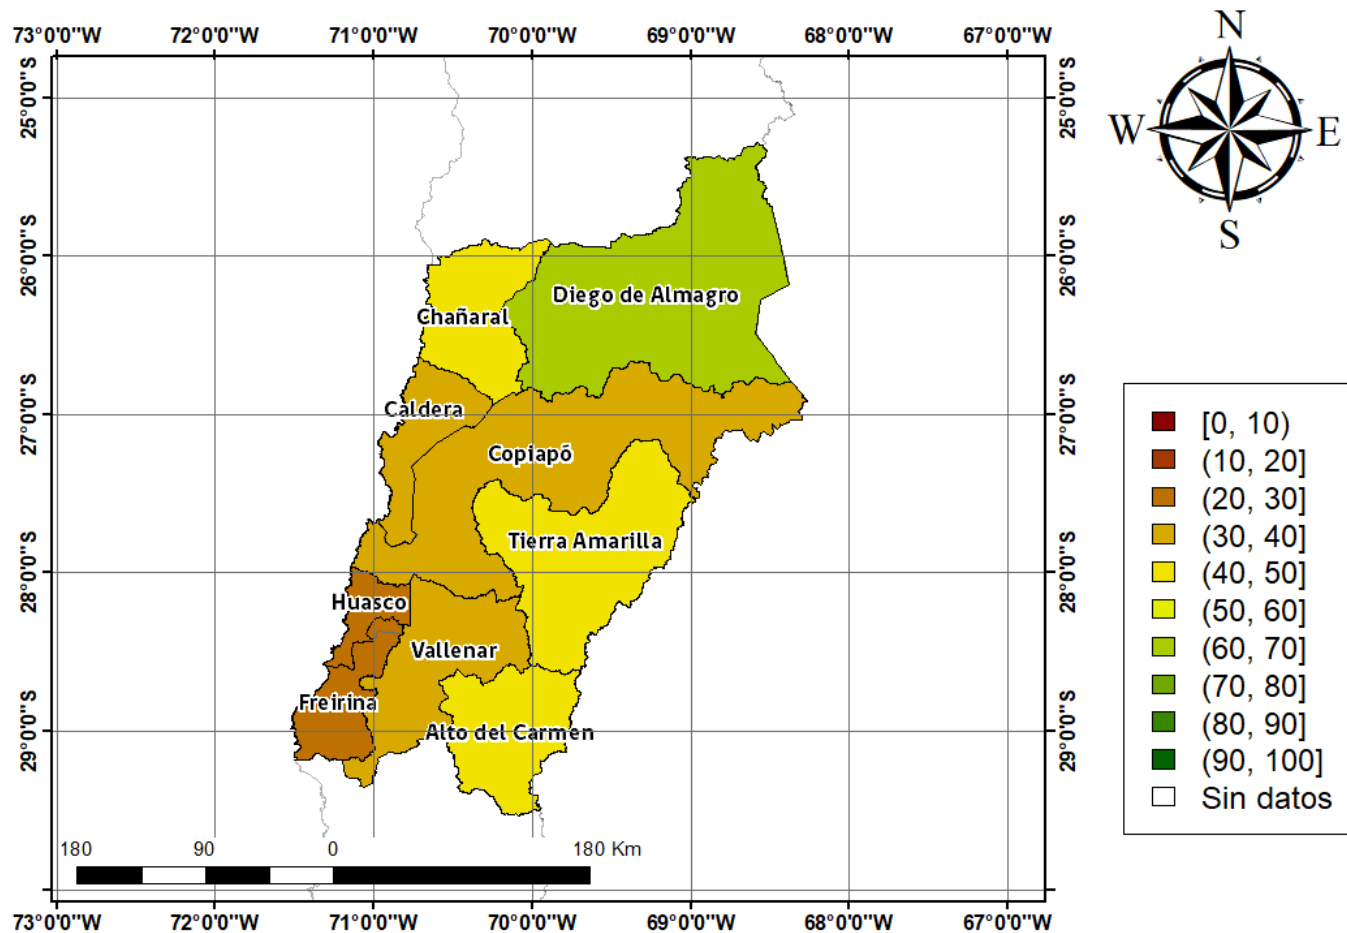 73°0'0"W 72°0'0"W 71°0'0"W 70°0'0"W 69°0'0"W 68°0'0"W 67°0'0"W
N
W E
S
25°0'0"S 25°0'0"S
26°0'0"S 26°0'0"S
27°0'0"S 27°0'0"S
28°0'0"S 28°0'0"S
29°0'0"S 29°0'0"S
Diego de Almagro
Chañaral
Caldera
Copiapó
Tierra Amarilla
Huasco
Vallenar
Freirina
Alto del Carmen
[0, 10)
(10, 20]
(20, 30]
(30, 40]
(40, 50]
(50, 60]
(60, 70]
(70, 80]
(80, 90]
(90, 100]
Sin datos
180 90 0 180 Km
73°0'0"W 72°0'0"W 71°0'0"W 70°0'0"W 69°0'0"W 68°0'0"W 67°0'0"W